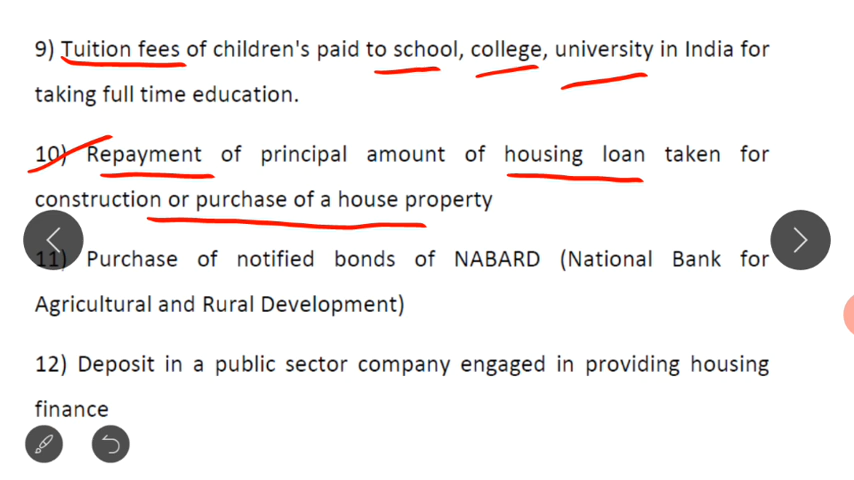 9) Tuition fees of children's paid to school, college, university in India for
taking full time education.
10) Repayment of principal amount of housing loan taken for
construction or purchase of a house property
11) Purchase of notified bonds of NABARD (National Bank for
Agricultural and Rural Development)
12) Deposit in a public sector company engaged in providing housing
finance